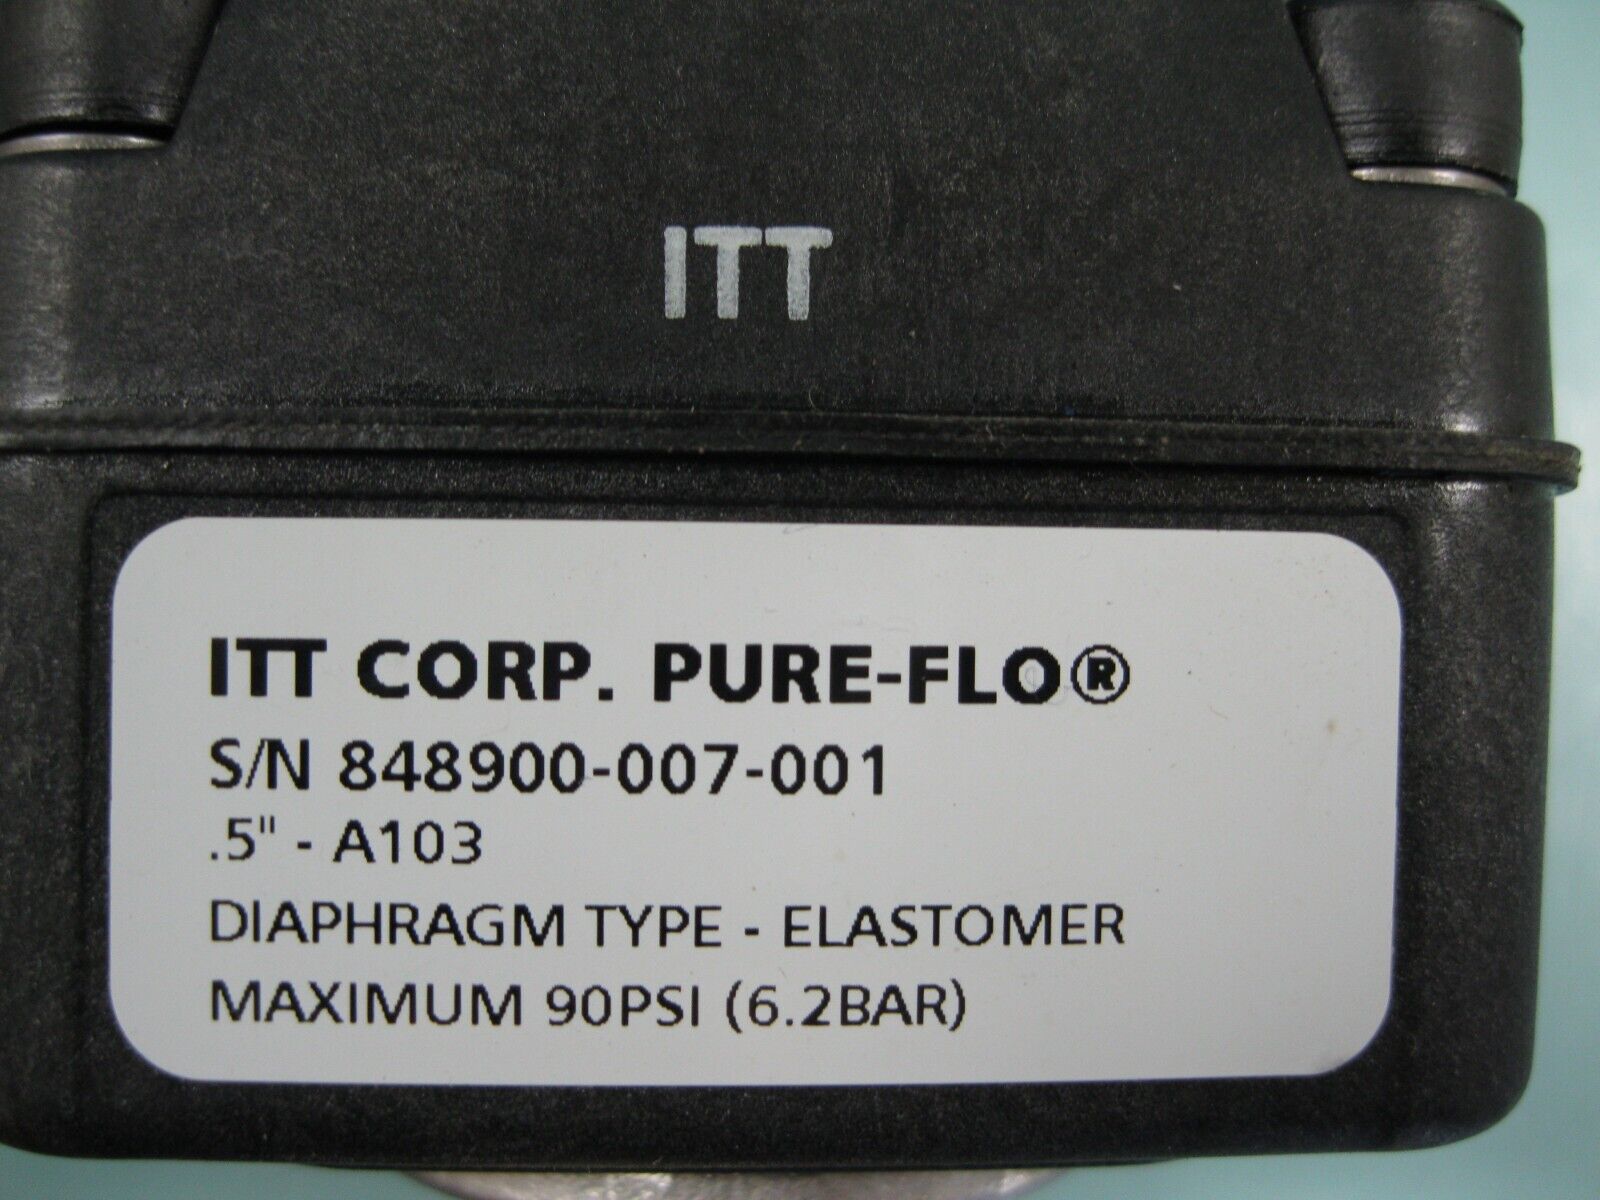 ITT
ITT CORP. PURE-FLO®
S/N 848900-007-001
.5" - A103
DIAPHRAGM TYPE - ELASTOMER
MAXIMUM 90PSI (6.2BAR)